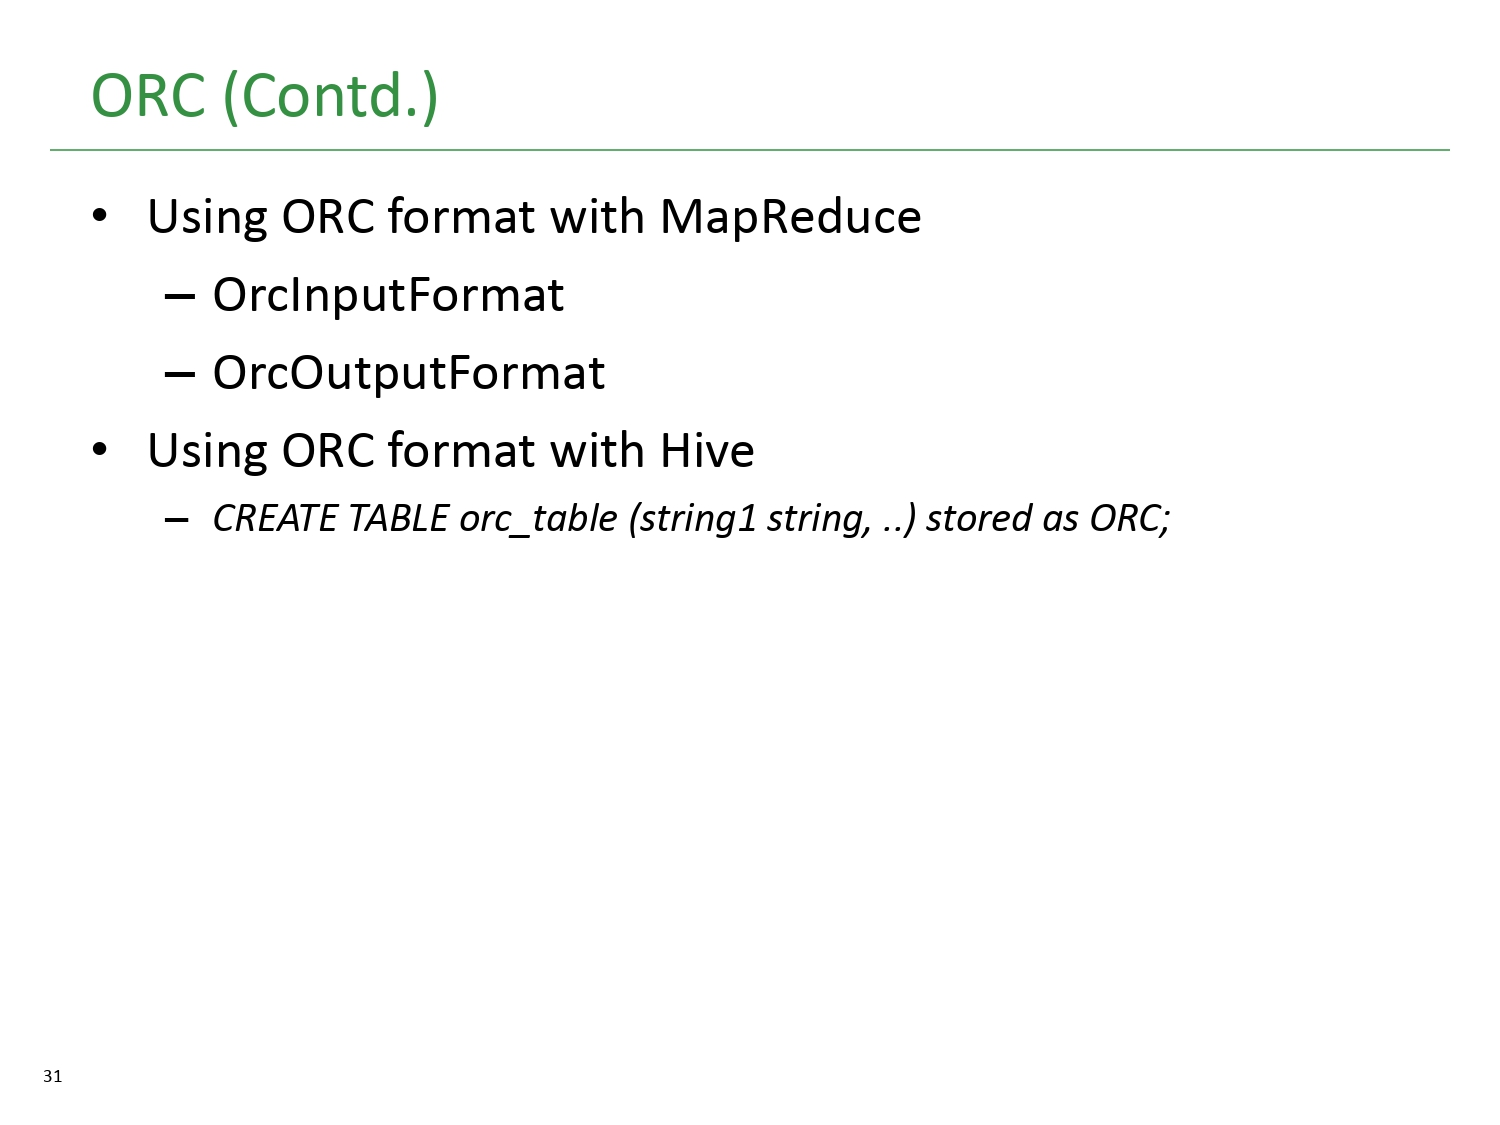 ORC (Contd.)
• Using ORC format with MapReduce
– OrcInputFormat
– OrcOutputFormat
• Using ORC format with Hive
– CREATE TABLE orc_table (string1 string, ..) stored as ORC;
31